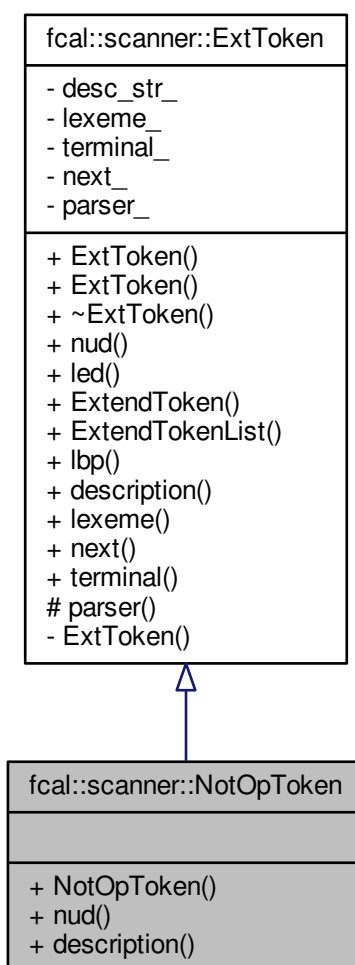 fcal::scanner::ExtToken
- desc_str_
- lexeme_
- terminal_
- next_
- parser_
+ ExtToken()
+ ExtToken()
+ ~ExtToken()
+ nud()
+ led()
+ ExtendToken()
+ ExtendTokenList()
+ lbp()
+ description()
+ lexeme()
+ next()
+ terminal()
# parser()
- ExtToken()
fcal::scanner::NotOpToken
+ NotOpToken()
+ nud()
+ description()